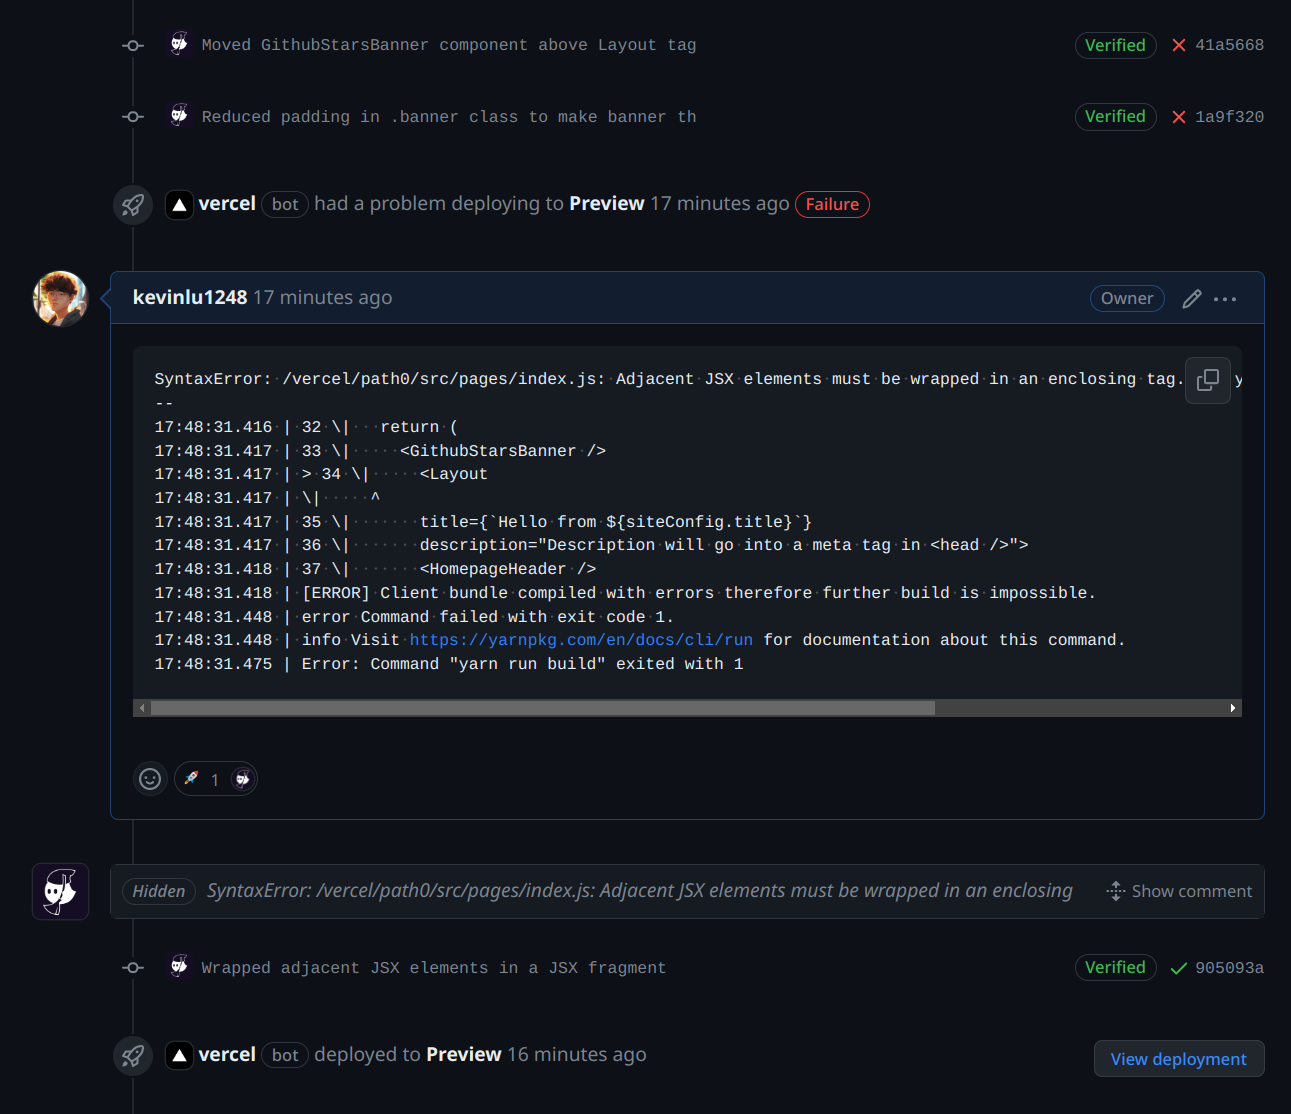 Moved GithubStarsBanner component above Layout tag Verified 41a5668
Reduced padding in .banner class to make banner th Verified 1a9f320
vercel bot had a problem deploying to Preview 17 minutes ago Failure
kevinlu1248 17 minutes ago Owner
SyntaxError: /vercel/path0/src/pages/index.js: Adjacent JSX elements must be wrapped in an enclosing tag.
--
17:48:31.416 | 32 \|   return (
17:48:31.417 | 33 \|     <GithubStarsBanner />
17:48:31.417 | > 34 \|     <Layout
17:48:31.417 | \|     ^
17:48:31.417 | 35 \|       title={`Hello from ${siteConfig.title}`}
17:48:31.417 | 36 \|       description="Description will go into a meta tag in <head />">
17:48:31.418 | 37 \|       <HomepageHeader />
17:48:31.418 | [ERROR] Client bundle compiled with errors therefore further build is impossible.
17:48:31.448 | error Command failed with exit code 1.
17:48:31.448 | info Visit https://yarnpkg.com/en/docs/cli/run for documentation about this command.
17:48:31.475 | Error: Command "yarn run build" exited with 1
1
Hidden SyntaxError: /vercel/path0/src/pages/index.js: Adjacent JSX elements must be wrapped in an enclosing Show comment
Wrapped adjacent JSX elements in a JSX fragment Verified 905093a
vercel bot deployed to Preview 16 minutes ago View deployment